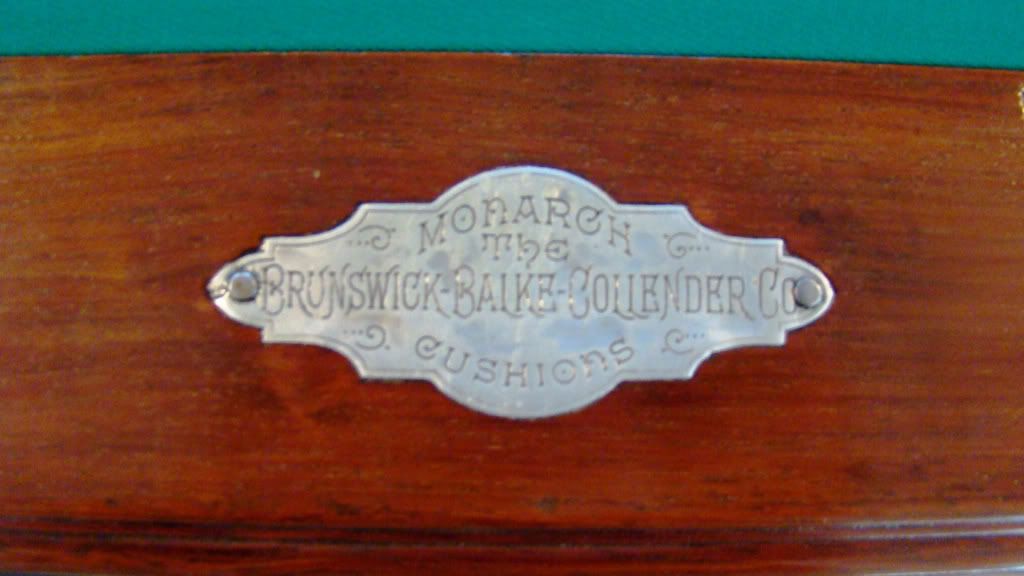 MONARCH
THE
BRUNSWICK-BALKE-COLLENDER Co
CUSHIONS